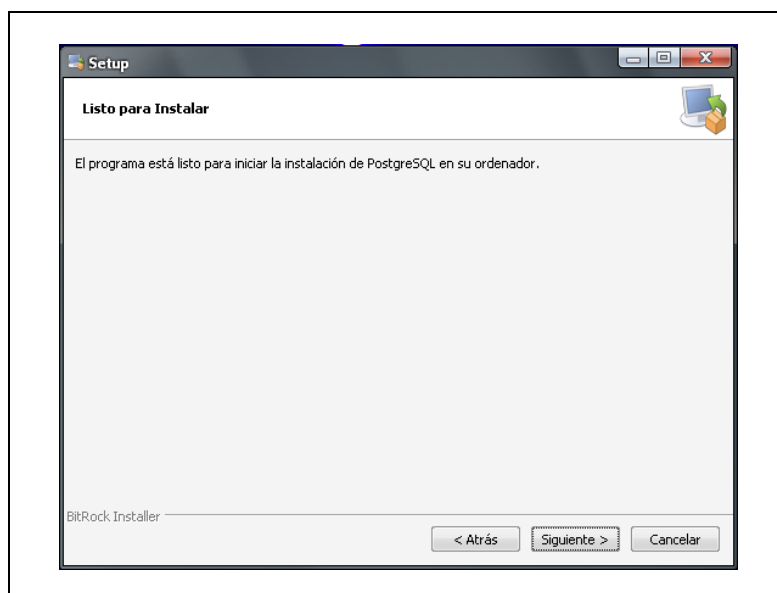 Setup
Listo para Instalar
El programa está listo para iniciar la instalación de PostgreSQL en su ordenador.
BitRock Installer
< Atrás Siguiente > Cancelar